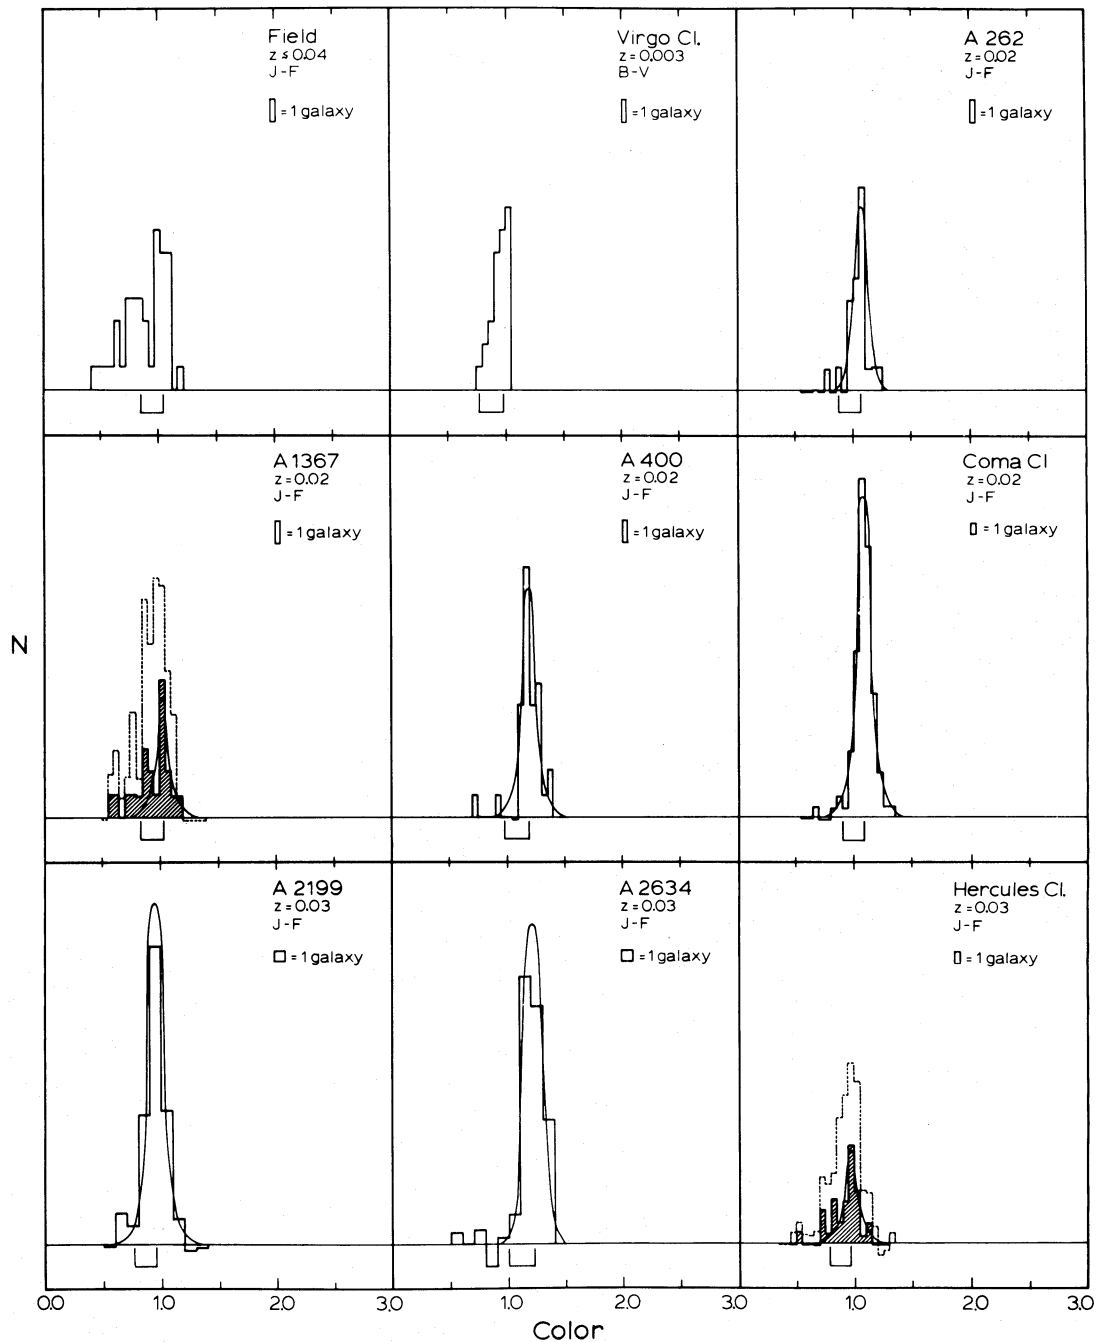 Field
z ≤ 0.04
J-F
= 1 galaxy
Virgo Cl.
z = 0.003
B-V
= 1 galaxy
A 262
z = 0.02
J-F
= 1 galaxy
A 1367
z = 0.02
J-F
= 1 galaxy
A 400
z = 0.02
J-F
= 1 galaxy
Coma Cl
z = 0.02
J-F
= 1 galaxy
N
A 2199
z = 0.03
J-F
= 1 galaxy
A 2634
z = 0.03
J-F
= 1 galaxy
Hercules Cl.
z = 0.03
J-F
= 1 galaxy
0.0 1.0 2.0 3.0 1.0 2.0 3.0 1.0 2.0 3.0
Color